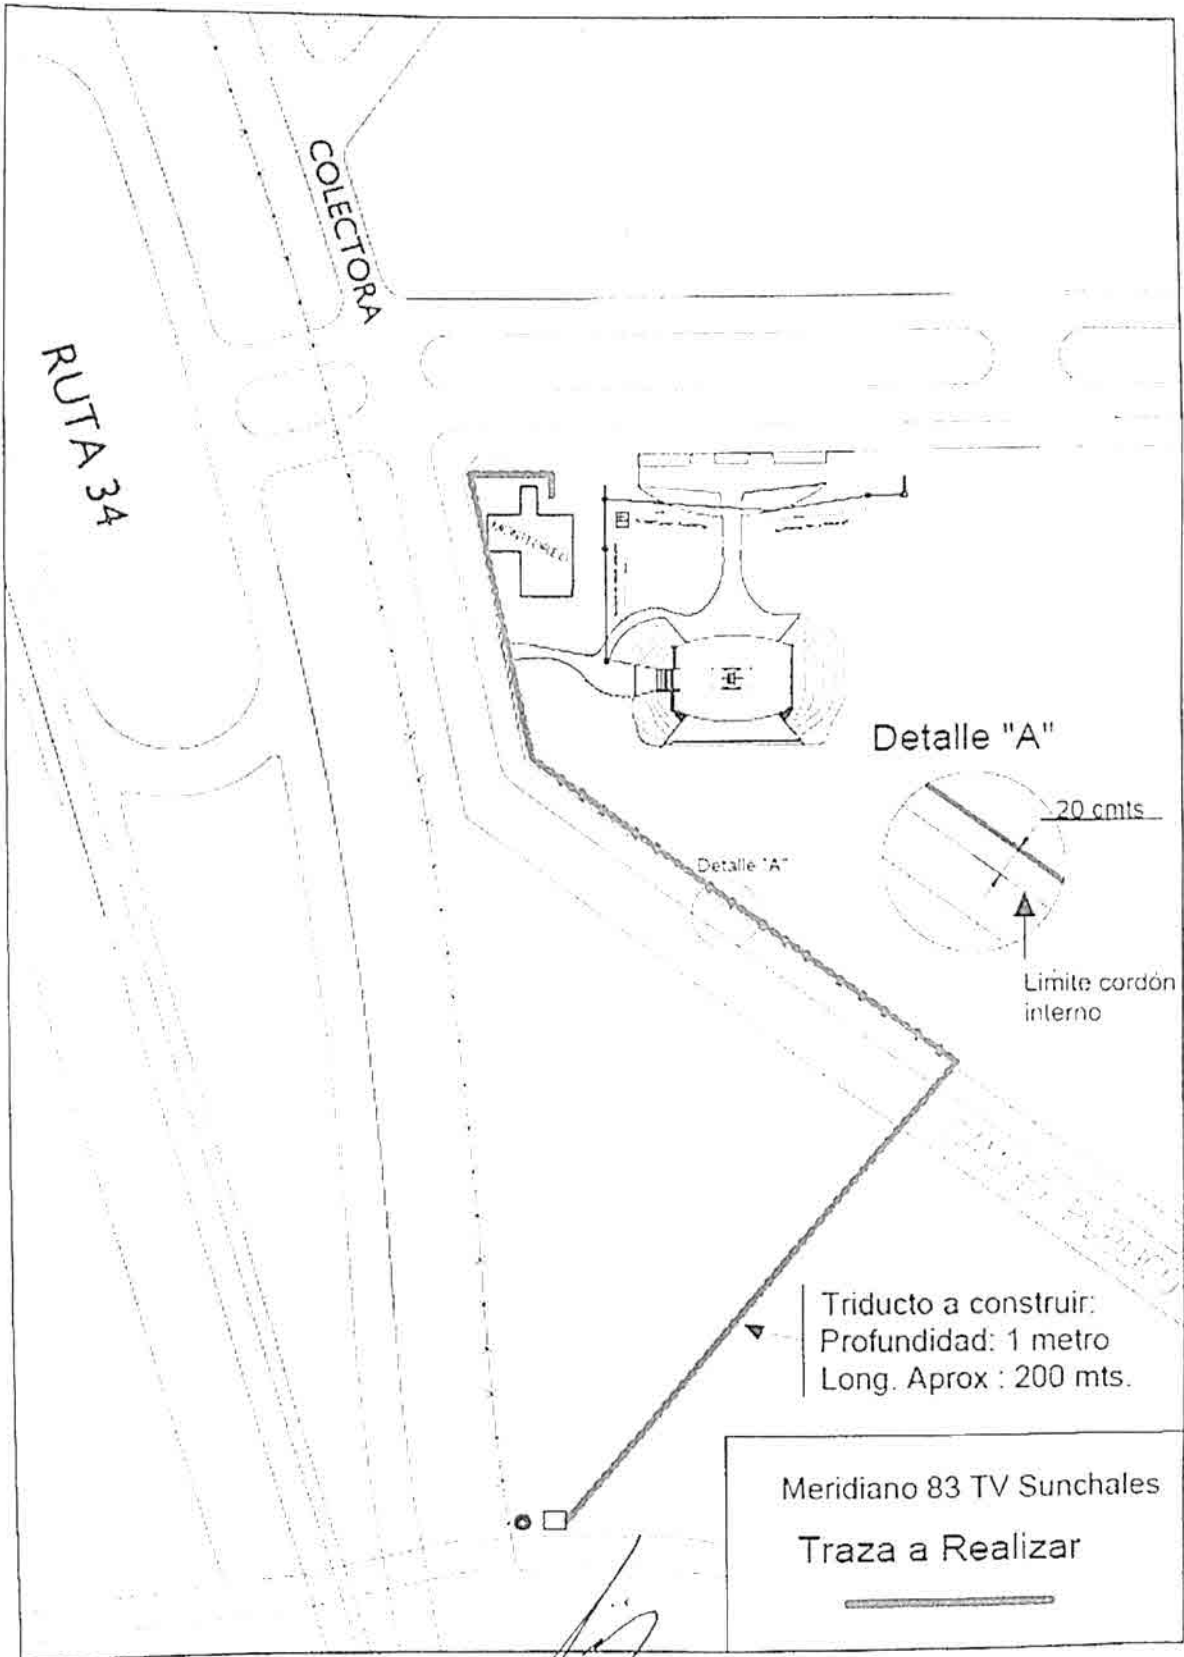 COLECTORA
RUTA 34
MONITOREO
Detalle "A"
20 cmts
Detalle "A"
Limite cordón
interno
Triducto a construir:
Profundidad: 1 metro
Long. Aprox : 200 mts.
Meridiano 83 TV Sunchales
Traza a Realizar